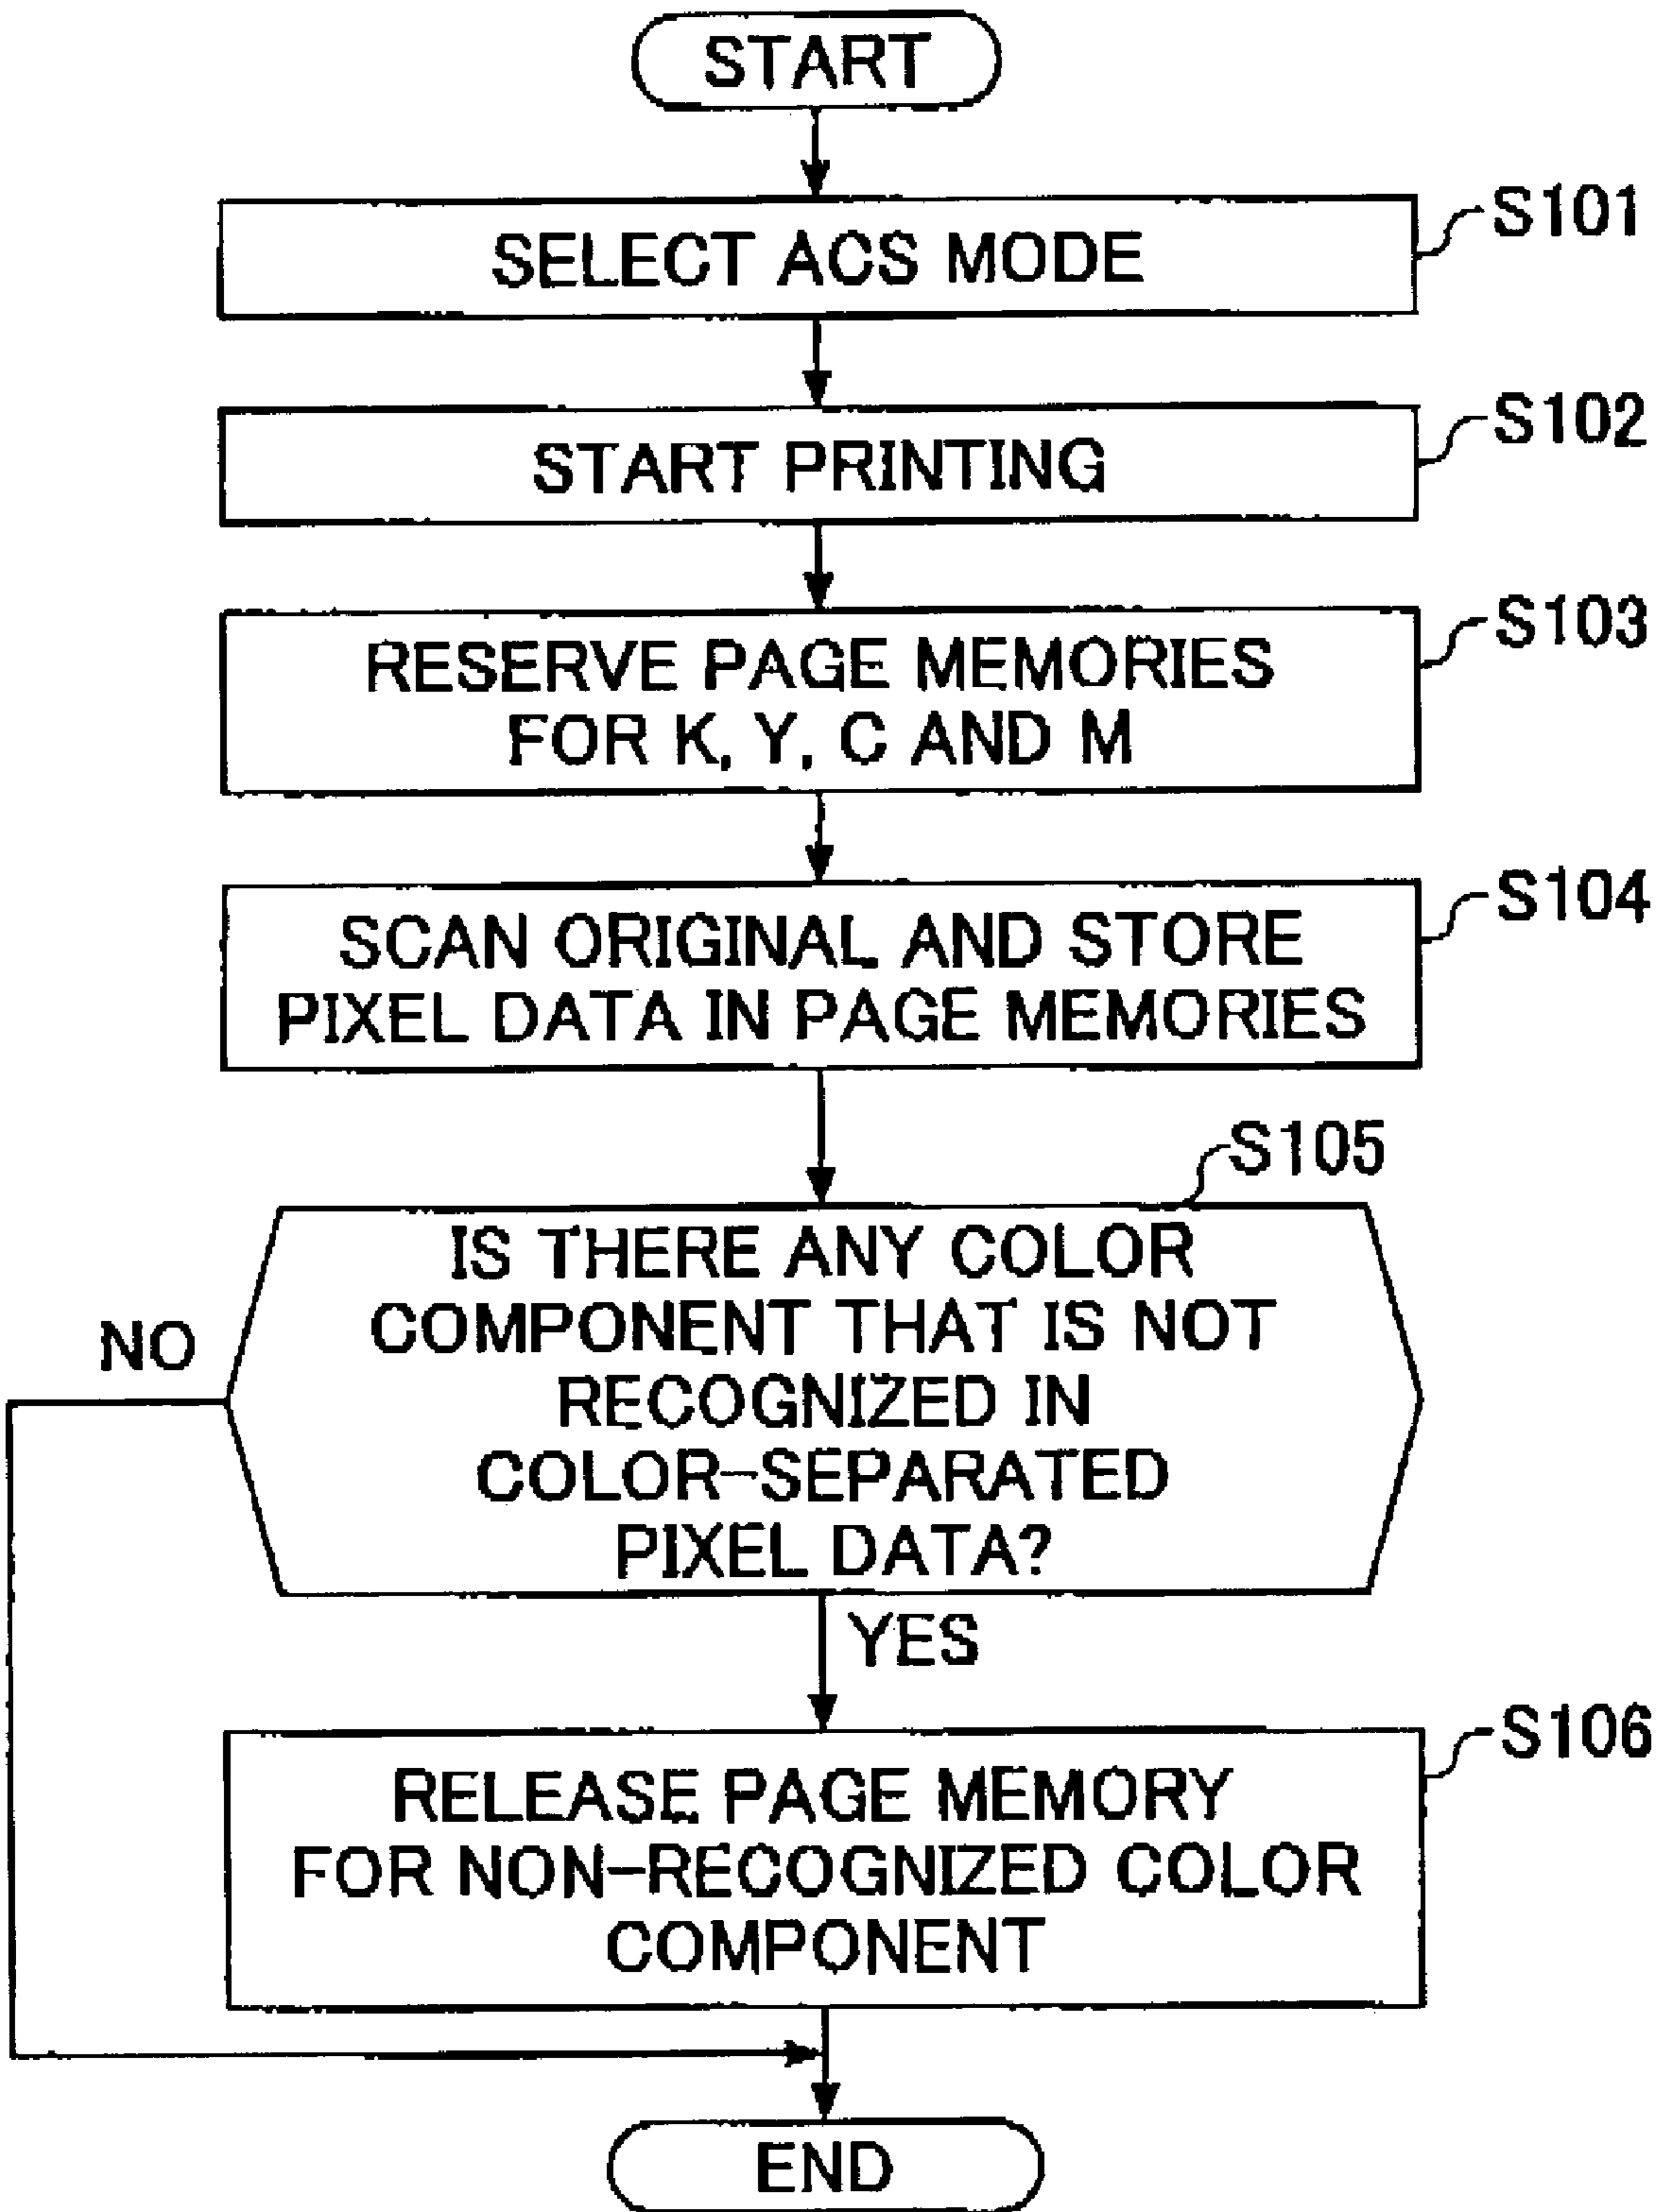 START
SELECT ACS MODE
S101
START PRINTING
S102
RESERVE PAGE MEMORIES
FOR K, Y, C AND M
S103
SCAN ORIGINAL AND STORE
PIXEL DATA IN PAGE MEMORIES
S104
S105
IS THERE ANY COLOR
COMPONENT THAT IS NOT
RECOGNIZED IN
COLOR-SEPARATED
PIXEL DATA?
NO
YES
RELEASE PAGE MEMORY
FOR NON-RECOGNIZED COLOR
COMPONENT
S106
END